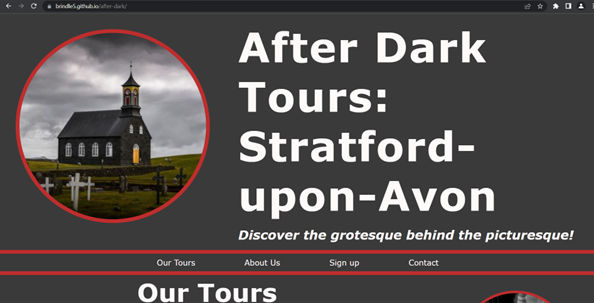 brindle5.github.io/after-dark/
After Dark
Tours:
Stratford-
upon-Avon
Discover the grotesque behind the picturesque!
Our Tours About Us Sign up Contact
Our Tours